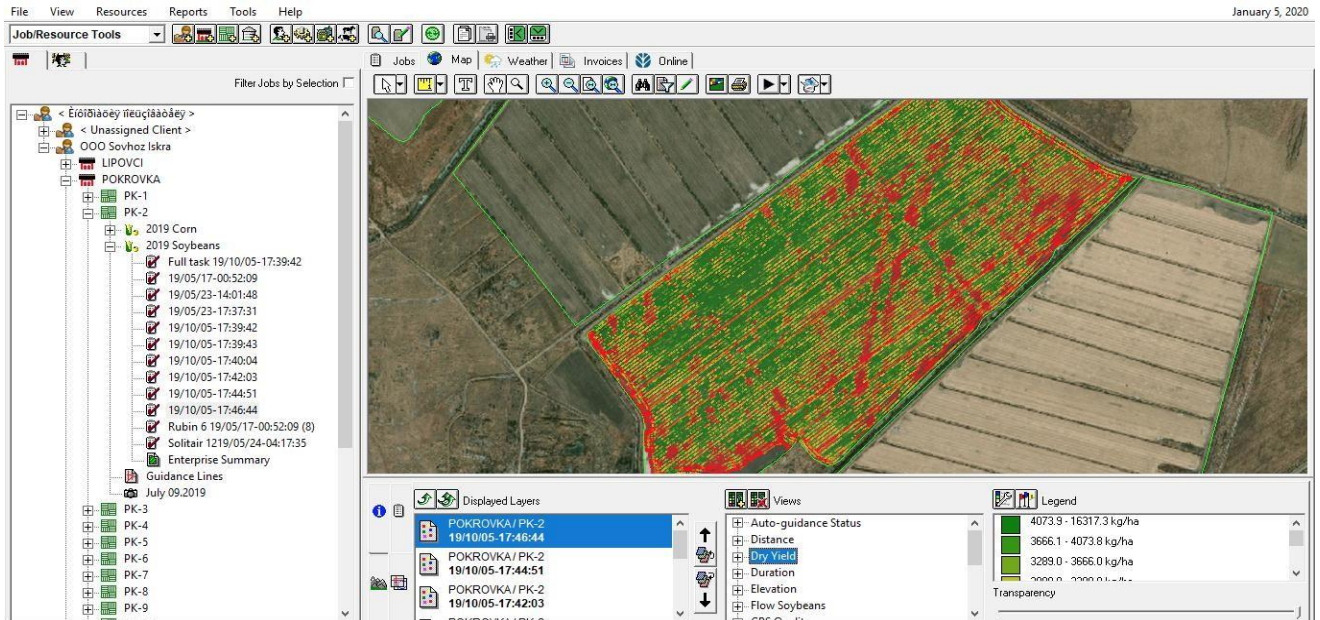 File View Resources Reports Tools Help
January 5, 2020
Job/Resource Tools
Jobs Map Weather Invoices Online
Filter Jobs by Selection
< Èíôîðìàöèÿ ïîëüçîâàòåëÿ >
< Unassigned Client >
OOO Sovhoz Iskra
LIPOVCI
POKROVKA
PK-1
PK-2
2019 Corn
2019 Soybeans
Full task 19/10/05-17:39:42
19/05/17-00:52:09
19/05/23-14:01:48
19/05/23-17:37:31
19/10/05-17:39:42
19/10/05-17:39:43
19/10/05-17:40:04
19/10/05-17:42:03
19/10/05-17:44:51
19/10/05-17:46:44
Rubin 6 19/05/17-00:52:09 (8)
Solitair 1219/05/24-04:17:35
Enterprise Summary
Guidance Lines
July 09.2019
PK-3
PK-4
PK-5
PK-6
PK-7
PK-8
PK-9
Displayed Layers
POKROVKA / PK-2
19/10/05-17:46:44
POKROVKA / PK-2
19/10/05-17:44:51
POKROVKA / PK-2
19/10/05-17:42:03
Views
Auto-guidance Status
Distance
Dry Yield
Duration
Elevation
Flow Soybeans
Legend
4073.9 - 16317.3 kg/ha
3666.1 - 4073.8 kg/ha
3289.0 - 3666.0 kg/ha
Transparency